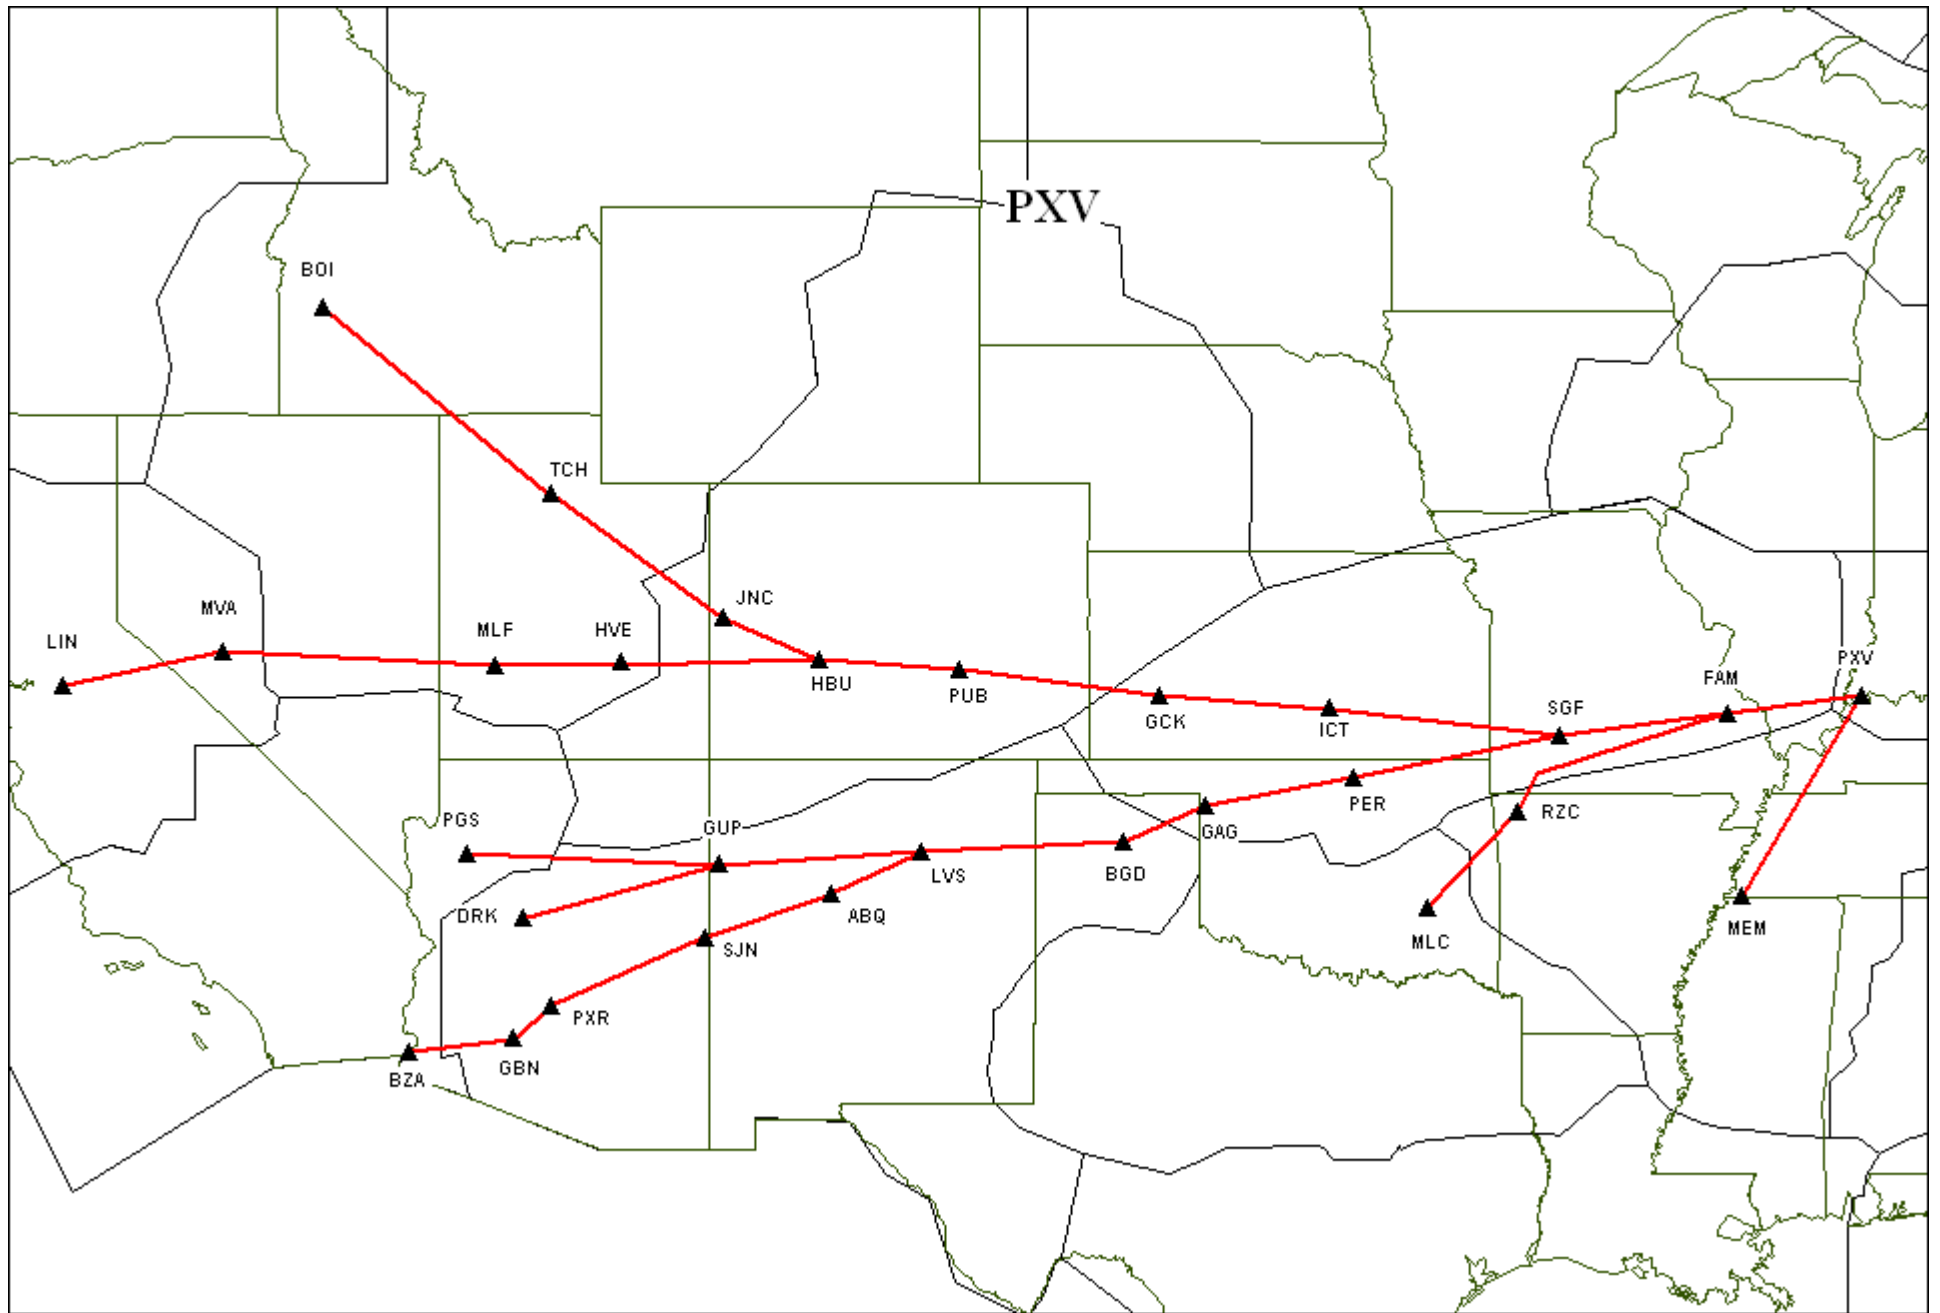 PXV
BOI
TCH
JNC
MVA
MLF
HVE
LIN
PXV
FAM
HBU
PUB
GCK
ICT
SGF
PER
RZC
PGS
GUP
GAG
LVS
BGD
DRK
ABQ
SJN
MLC
MEM
PXR
GBN
BZA